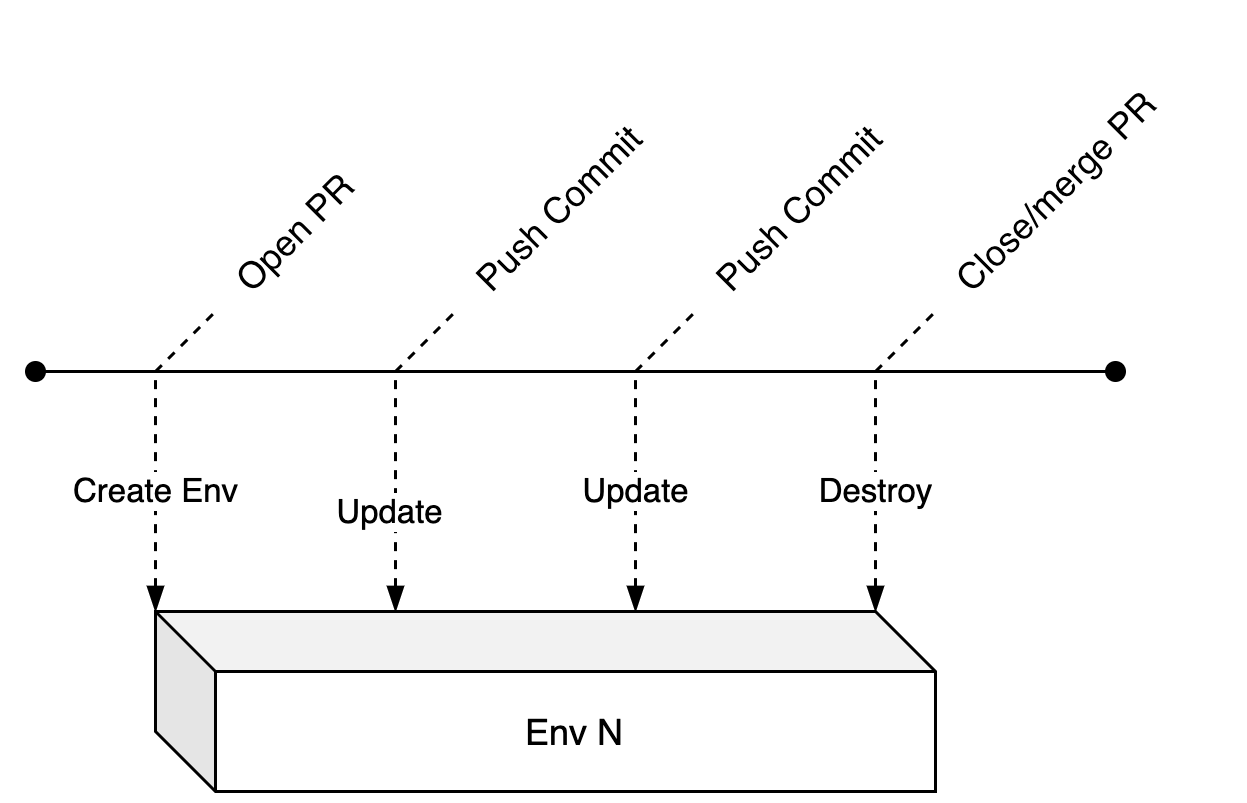 Open PR
Push Commit
Push Commit
Close/merge PR
Create Env
Update
Update
Destroy
Env N